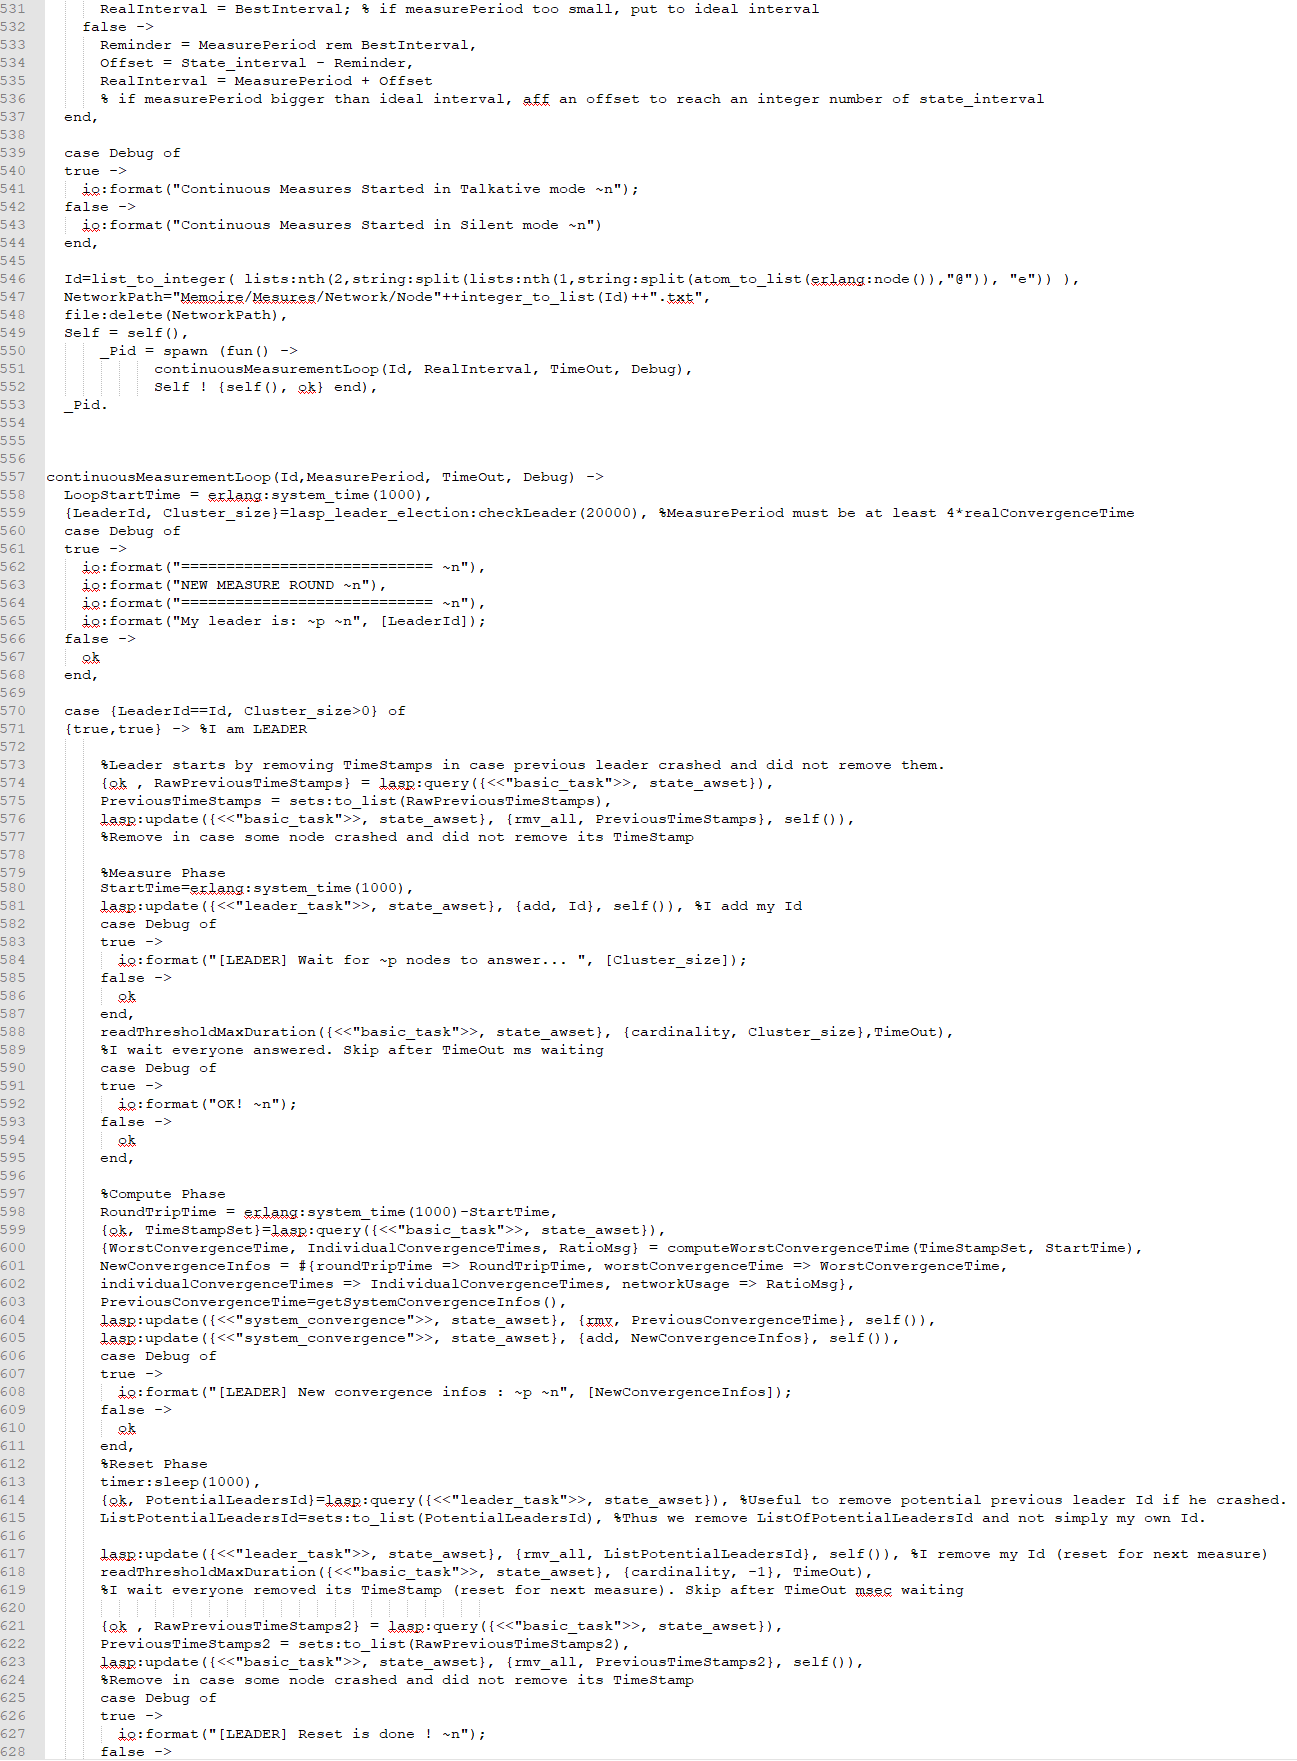 531 RealInterval = BestInterval; % if measurePeriod too small, put to ideal interval
532 false ->
533 Reminder = MeasurePeriod rem BestInterval,
534 Offset = State_interval - Reminder,
535 RealInterval = MeasurePeriod + Offset
536 % if measurePeriod bigger than ideal interval, aff an offset to reach an integer number of state_interval
537 end,
538
539 case Debug of
540 true ->
541 io:format("Continuous Measures Started in Talkative mode ~n");
542 false ->
543 io:format("Continuous Measures Started in Silent mode ~n")
544 end,
545
546 Id=list_to_integer( lists:nth(2,string:split(lists:nth(1,string:split(atom_to_list(erlang:node()),"@")), "e")) ),
547 NetworkPath="Memoire/Mesures/Network/Node"++integer_to_list(Id)++".txt",
548 file:delete(NetworkPath),
549 Self = self(),
550 _Pid = spawn (fun() ->
551 continuousMeasurementLoop(Id, RealInterval, TimeOut, Debug),
552 Self ! {self(), ok} end),
553 _Pid.
554
555
556
557 continuousMeasurementLoop(Id,MeasurePeriod, TimeOut, Debug) ->
558 LoopStartTime = erlang:system_time(1000),
559 {LeaderId, Cluster_size}=lasp_leader_election:checkLeader(20000), %MeasurePeriod must be at least 4*realConvergenceTime
560 case Debug of
561 true ->
562 io:format("============================ ~n"),
563 io:format("NEW MEASURE ROUND ~n"),
564 io:format("============================ ~n"),
565 io:format("My leader is: ~p ~n", [LeaderId]);
566 false ->
567 ok
568 end,
569
570 case {LeaderId==Id, Cluster_size>0} of
571 {true,true} -> %I am LEADER
572
573 %Leader starts by removing TimeStamps in case previous leader crashed and did not remove them.
574 {ok , RawPreviousTimeStamps} = lasp:query({<<"basic_task">>, state_awset}),
575 PreviousTimeStamps = sets:to_list(RawPreviousTimeStamps),
576 lasp:update({<<"basic_task">>, state_awset}, {rmv_all, PreviousTimeStamps}, self()),
577 %Remove in case some node crashed and did not remove its TimeStamp
578
579 %Measure Phase
580 StartTime=erlang:system_time(1000),
581 lasp:update({<<"leader_task">>, state_awset}, {add, Id}, self()), %I add my Id
582 case Debug of
583 true ->
584 io:format("[LEADER] Wait for ~p nodes to answer... ", [Cluster_size]);
585 false ->
586 ok
587 end,
588 readThresholdMaxDuration({<<"basic_task">>, state_awset}, {cardinality, Cluster_size},TimeOut),
589 %I wait everyone answered. Skip after TimeOut ms waiting
590 case Debug of
591 true ->
592 io:format("OK! ~n");
593 false ->
594 ok
595 end,
596
597 %Compute Phase
598 RoundTripTime = erlang:system_time(1000)-StartTime,
599 {ok, TimeStampSet}=lasp:query({<<"basic_task">>, state_awset}),
600 {WorstConvergenceTime, IndividualConvergenceTimes, RatioMsg} = computeWorstConvergenceTime(TimeStampSet, StartTime),
601 NewConvergenceInfos = #{roundTripTime => RoundTripTime, worstConvergenceTime => WorstConvergenceTime,
602 individualConvergenceTimes => IndividualConvergenceTimes, networkUsage => RatioMsg},
603 PreviousConvergenceTime=getSystemConvergenceInfos(),
604 lasp:update({<<"system_convergence">>, state_awset}, {rmv, PreviousConvergenceTime}, self()),
605 lasp:update({<<"system_convergence">>, state_awset}, {add, NewConvergenceInfos}, self()),
606 case Debug of
607 true ->
608 io:format("[LEADER] New convergence infos : ~p ~n", [NewConvergenceInfos]);
609 false ->
610 ok
611 end,
612 %Reset Phase
613 timer:sleep(1000),
614 {ok, PotentialLeadersId}=lasp:query({<<"leader_task">>, state_awset}), %Useful to remove potential previous leader Id if he crashed.
615 ListPotentialLeadersId=sets:to_list(PotentialLeadersId), %Thus we remove ListOfPotentialLeadersId and not simply my own Id.
616
617 lasp:update({<<"leader_task">>, state_awset}, {rmv_all, ListPotentialLeadersId}, self()), %I remove my Id (reset for next measure)
618 readThresholdMaxDuration({<<"basic_task">>, state_awset}, {cardinality, -1}, TimeOut),
619 %I wait everyone removed its TimeStamp (reset for next measure). Skip after TimeOut msec waiting
620
621 {ok , RawPreviousTimeStamps2} = lasp:query({<<"basic_task">>, state_awset}),
622 PreviousTimeStamps2 = sets:to_list(RawPreviousTimeStamps2),
623 lasp:update({<<"basic_task">>, state_awset}, {rmv_all, PreviousTimeStamps2}, self()),
624 %Remove in case some node crashed and did not remove its TimeStamp
625 case Debug of
626 true ->
627 io:format("[LEADER] Reset is done ! ~n");
628 false ->